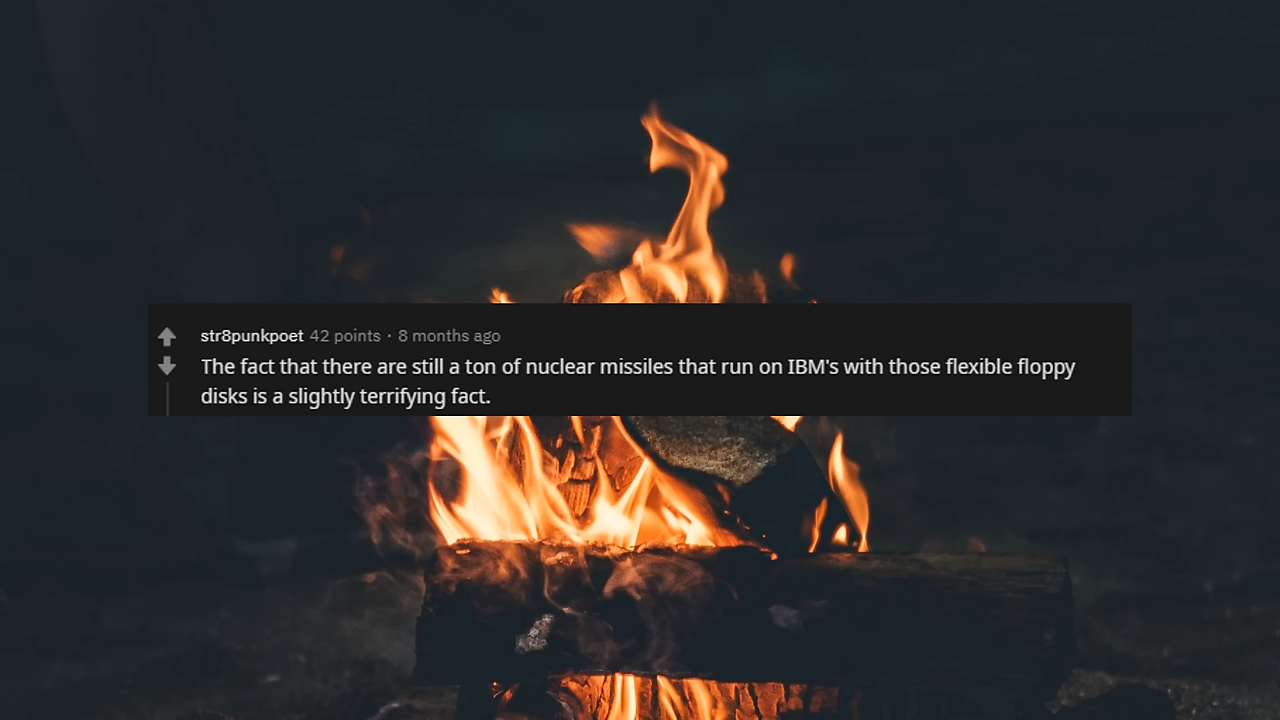 str8punkpoet 42 points · 8 months ago
The fact that there are still a ton of nuclear missiles that run on IBM's with those flexible floppy
disks is a slightly terrifying fact.